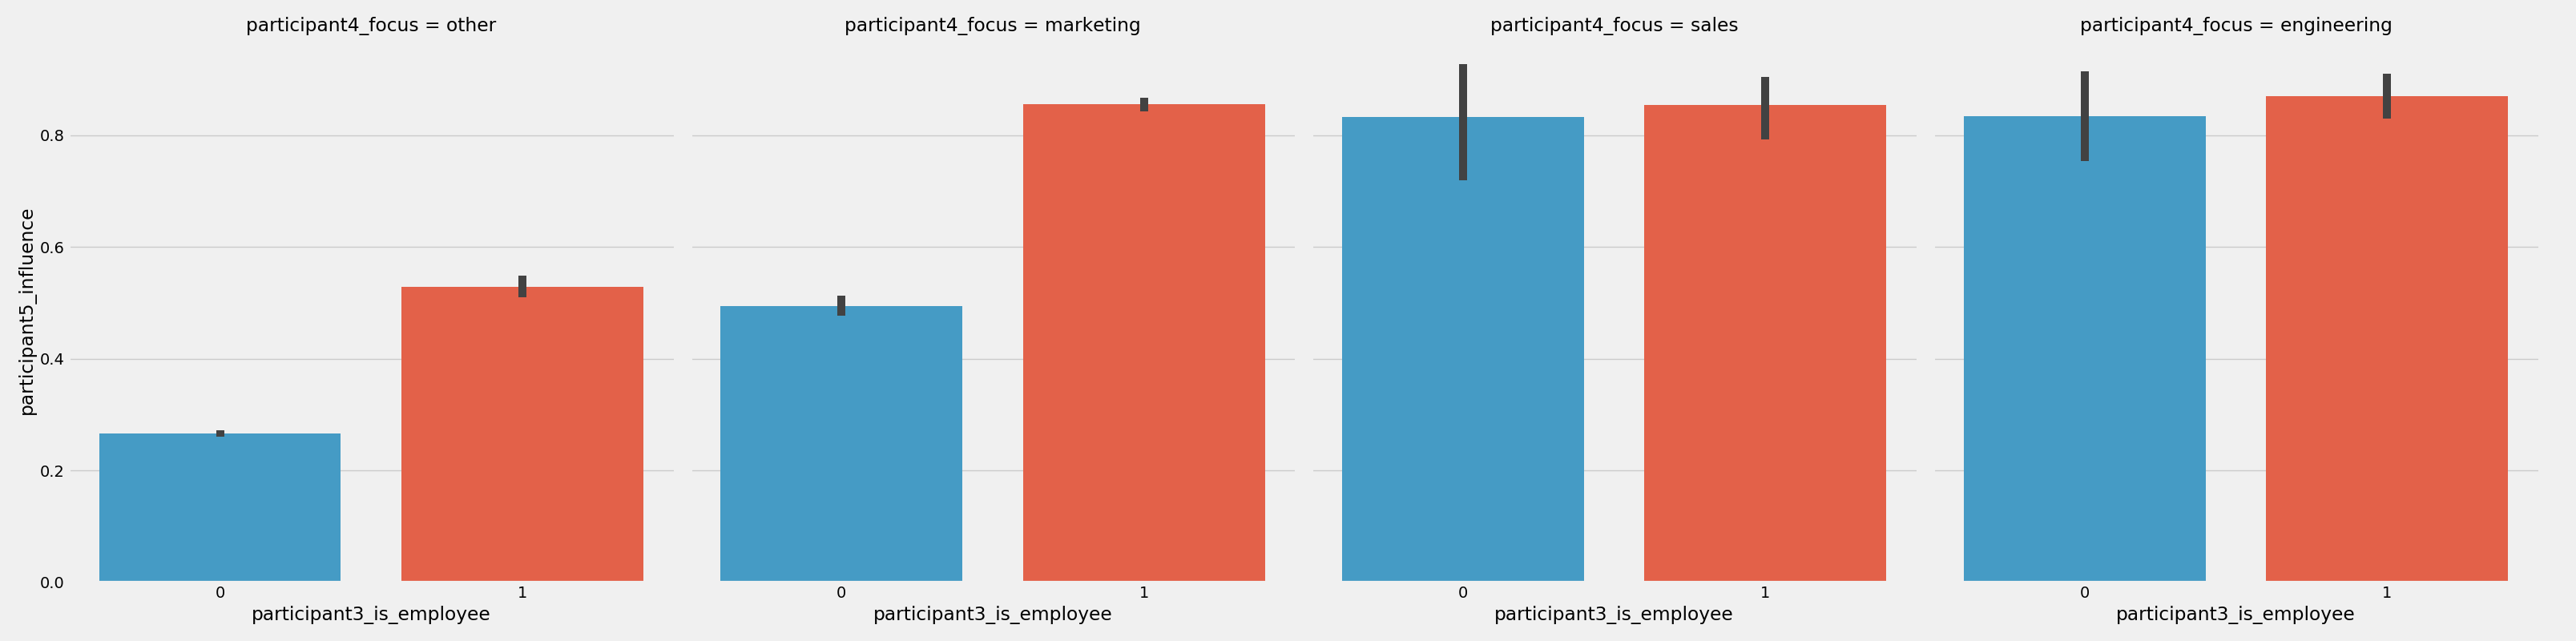 participant4_focus = other
participant4_focus = marketing
participant4_focus = sales
participant4_focus = engineering
participant5_influence
0.8
0.6
0.4
0.2
0.0
0
1
0
1
0
1
0
1
participant3_is_employee
participant3_is_employee
participant3_is_employee
participant3_is_employee